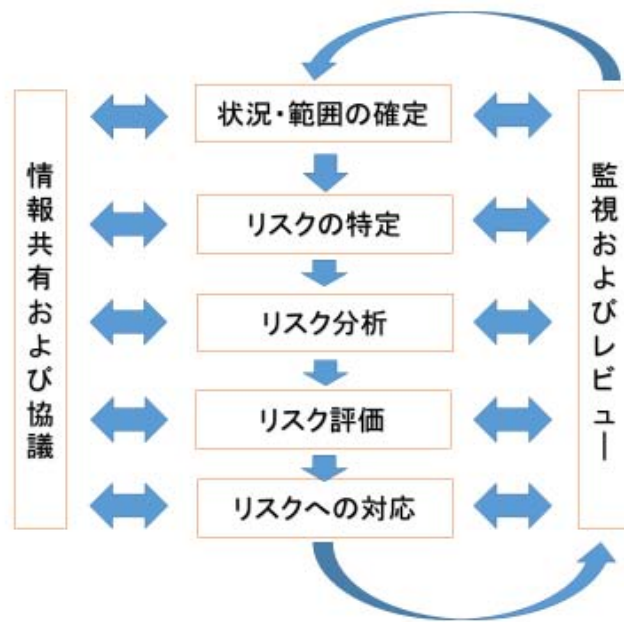 状況・範囲の確定
リスクの特定
リスク分析
リスク評価
リスクへの対応
情報共有および協議
監視およびレビュー